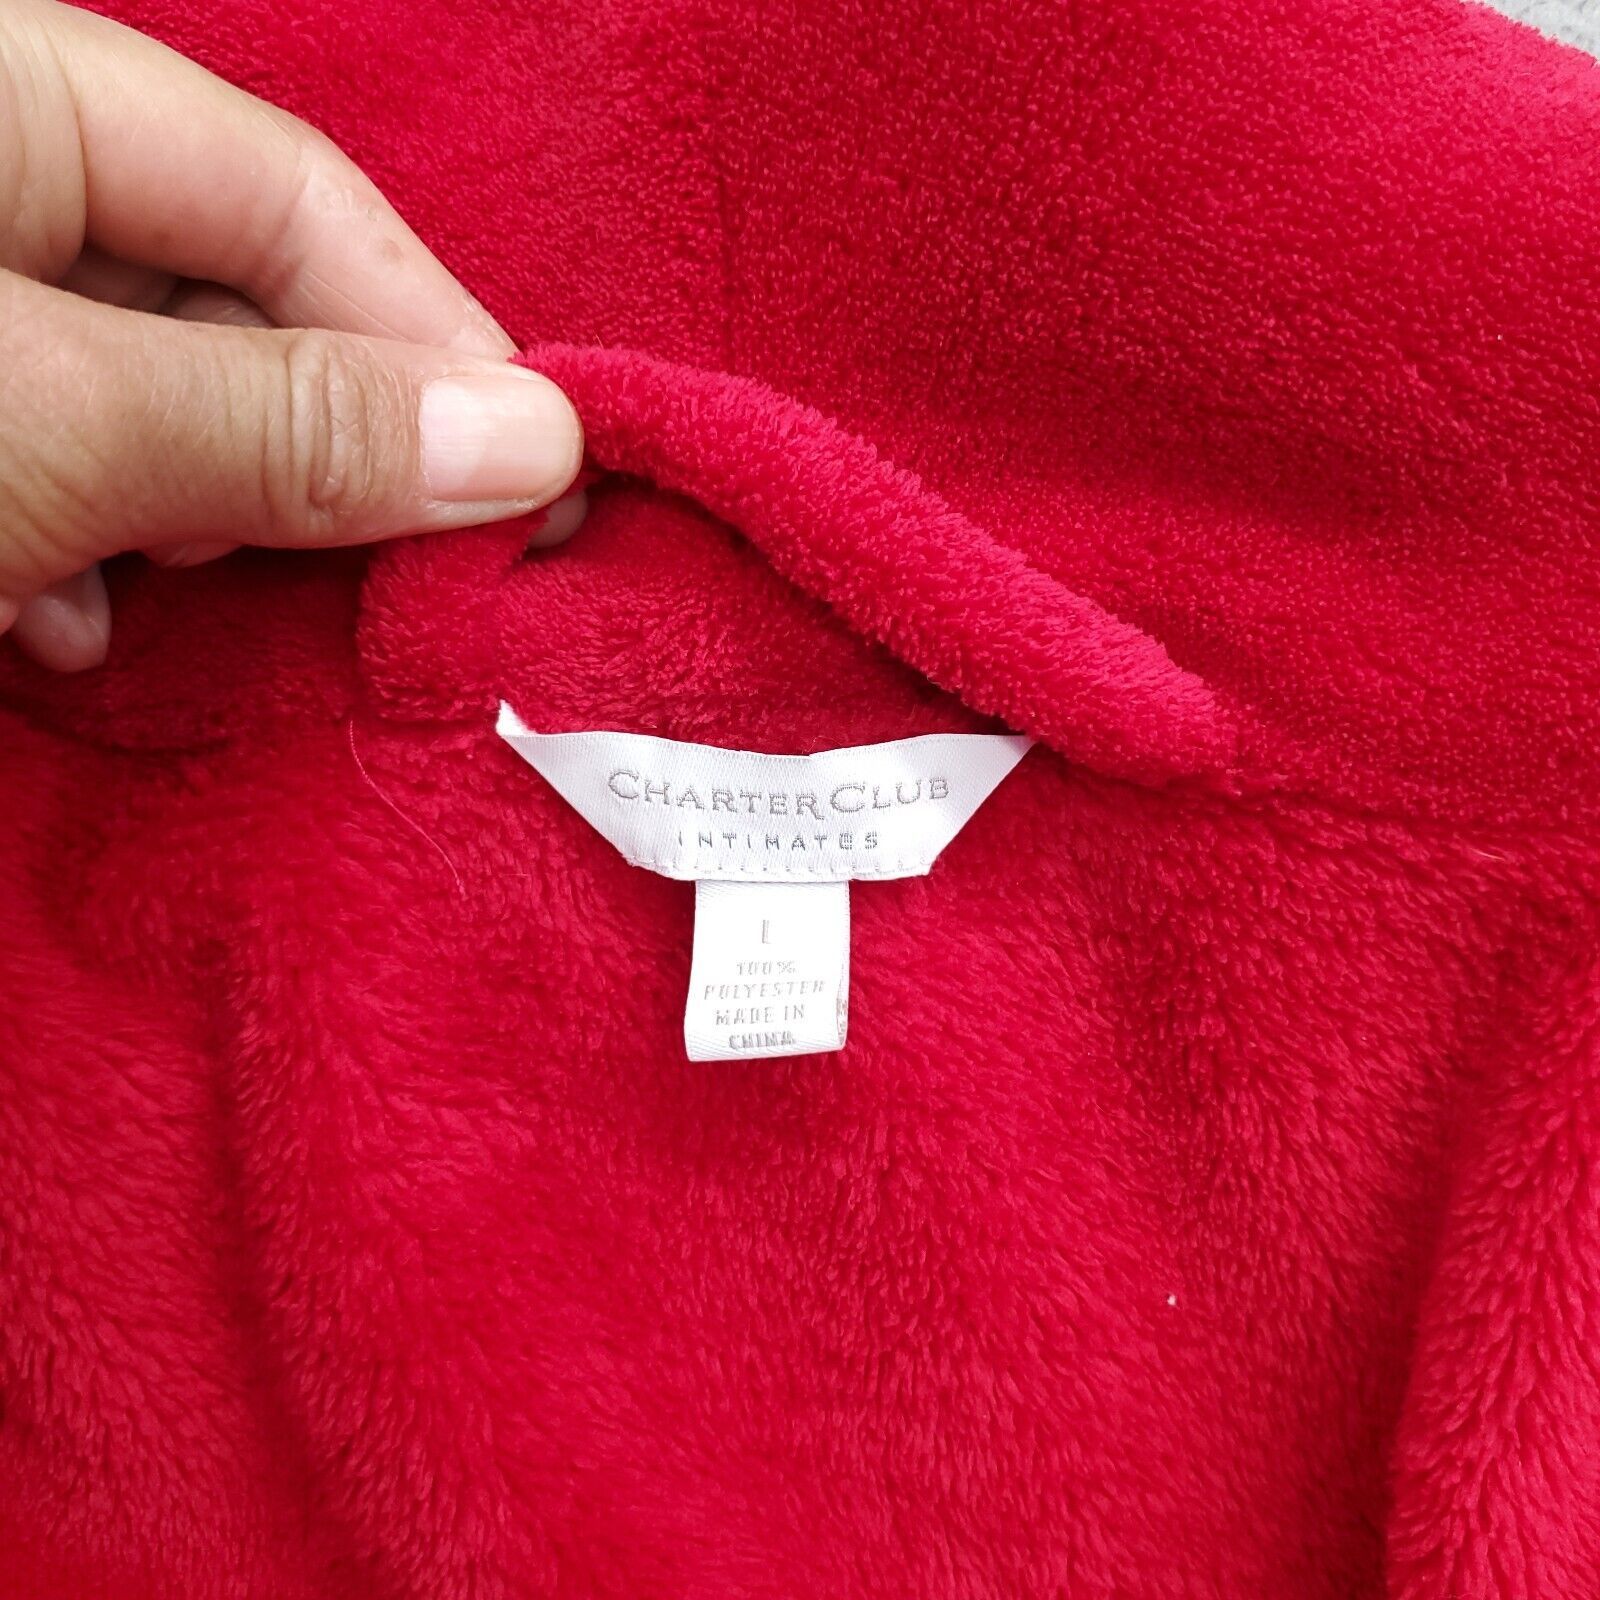 CHARTER CLUB
INTIMATES
L
100%
POLYESTER
MADE IN
CHINA